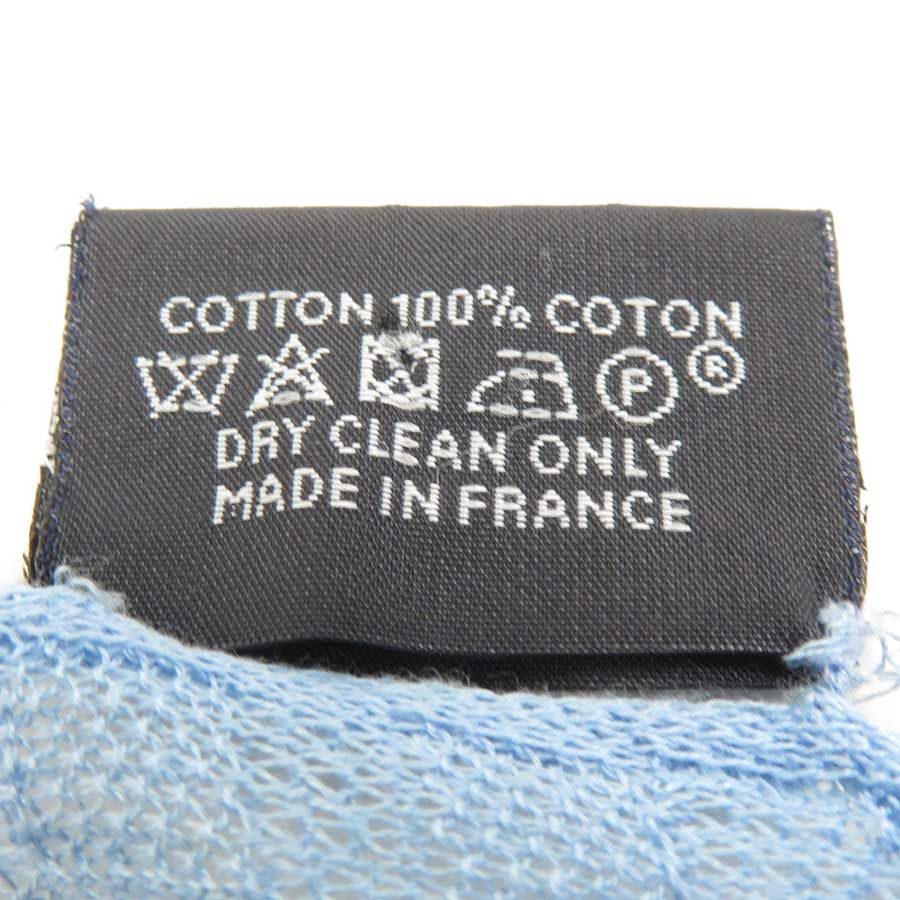 COTTON 100% COTON
P ®
DRY CLEAN ONLY
MADE IN FRANCE